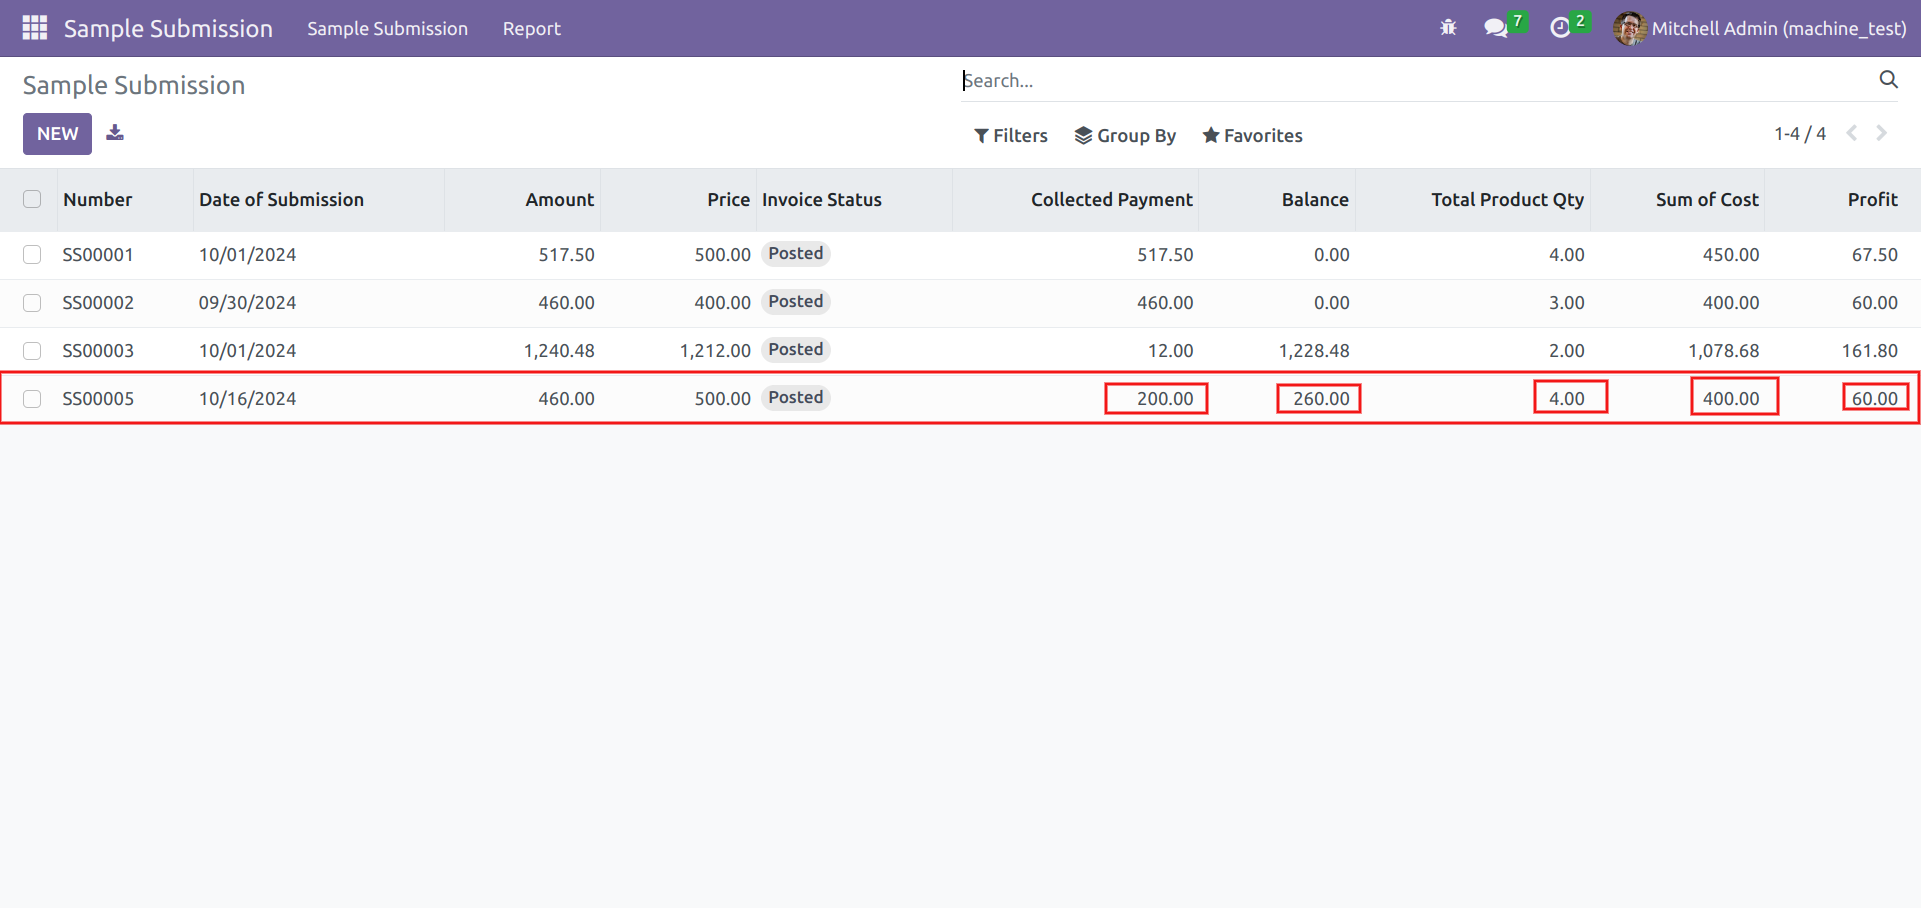 Sample Submission Sample Submission Report 7 2 Mitchell Admin (machine_test)
Sample Submission Search...
NEW Filters Group By Favorites 1-4 / 4
Number Date of Submission Amount Price Invoice Status Collected Payment Balance Total Product Qty Sum of Cost Profit
SS00001 10/01/2024 517.50 500.00 Posted 517.50 0.00 4.00 450.00 67.50
SS00002 09/30/2024 460.00 400.00 Posted 460.00 0.00 3.00 400.00 60.00
SS00003 10/01/2024 1,240.48 1,212.00 Posted 12.00 1,228.48 2.00 1,078.68 161.80
SS00005 10/16/2024 460.00 500.00 Posted 200.00 260.00 4.00 400.00 60.00